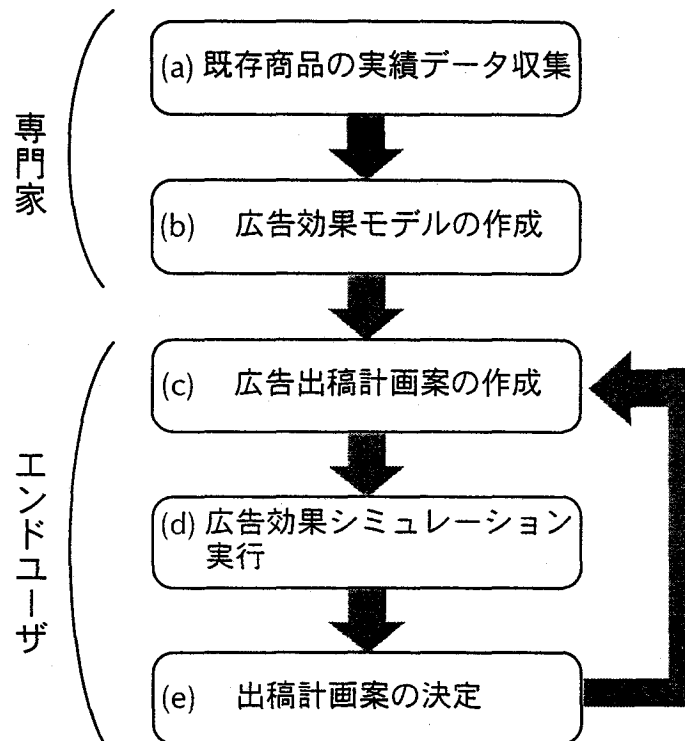 専門家
(a) 既存商品の実績データ収集
(b) 広告効果モデルの作成
エンドユーザ
(c) 広告出稿計画案の作成
(d) 広告効果シミュレーション
実行
(e) 出稿計画案の決定